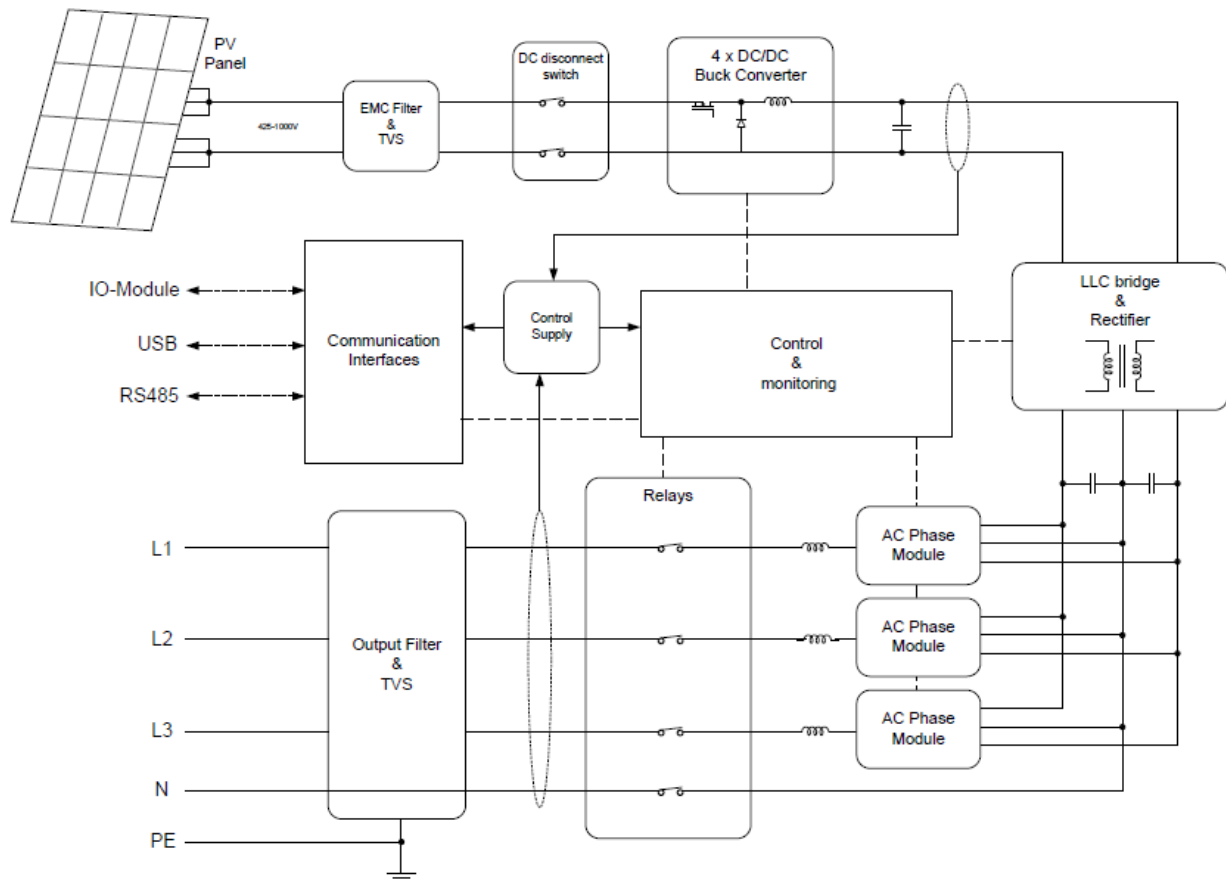 PV
Panel
425-1000V
EMC Filter
&
TVS
DC disconnect
switch
4 x DC/DC
Buck Converter
IO-Module
USB
RS485
Communication
Interfaces
Control
Supply
Control
&
monitoring
LLC bridge
&
Rectifier
Relays
L1
L2
L3
N
PE
Output Filter
&
TVS
AC Phase
Module
AC Phase
Module
AC Phase
Module